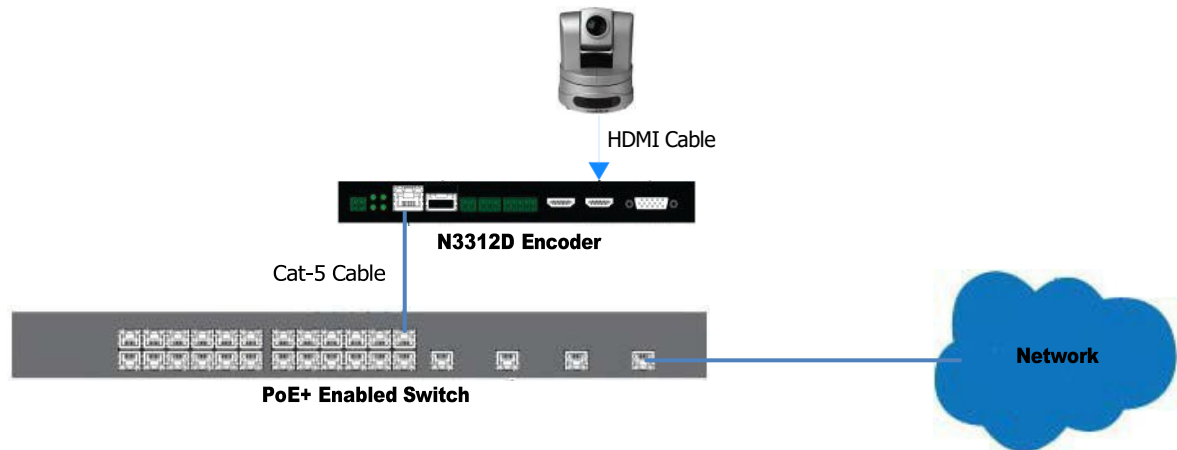 HDMI Cable
N3312D Encoder
Cat-5 Cable
Network
PoE+ Enabled Switch